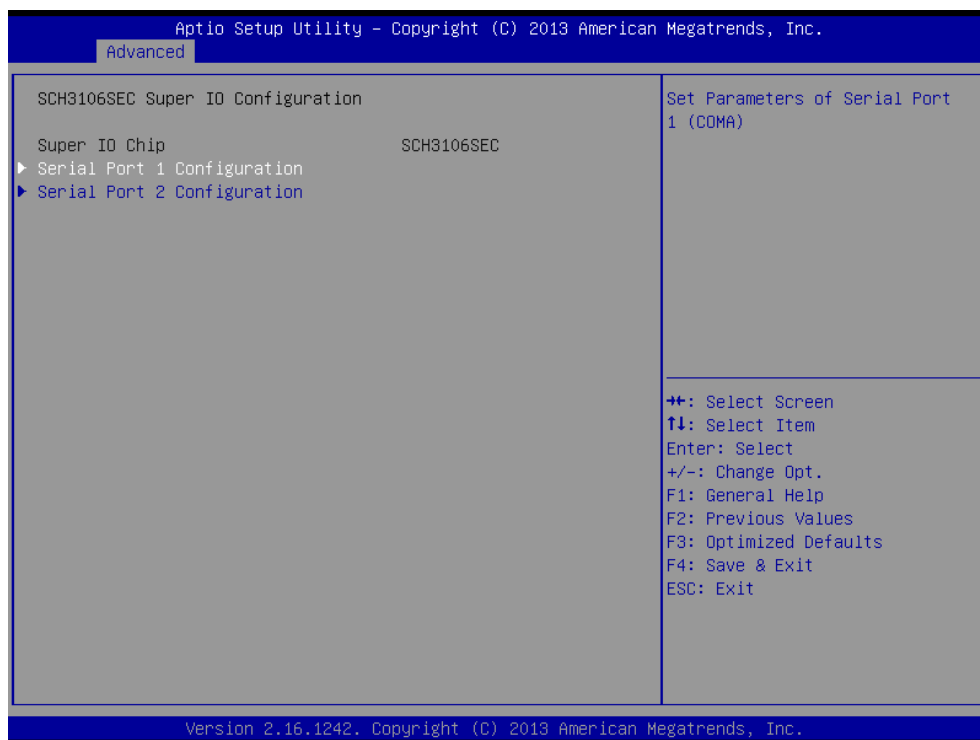 Aptio Setup Utility – Copyright (C) 2013 American Megatrends, Inc.
Advanced
SCH3106SEC Super IO Configuration
Super IO Chip SCH3106SEC
► Serial Port 1 Configuration
► Serial Port 2 Configuration
Set Parameters of Serial Port
1 (COMA)
→←: Select Screen
↑↓: Select Item
Enter: Select
+/-: Change Opt.
F1: General Help
F2: Previous Values
F3: Optimized Defaults
F4: Save & Exit
ESC: Exit
Version 2.16.1242. Copyright (C) 2013 American Megatrends, Inc.